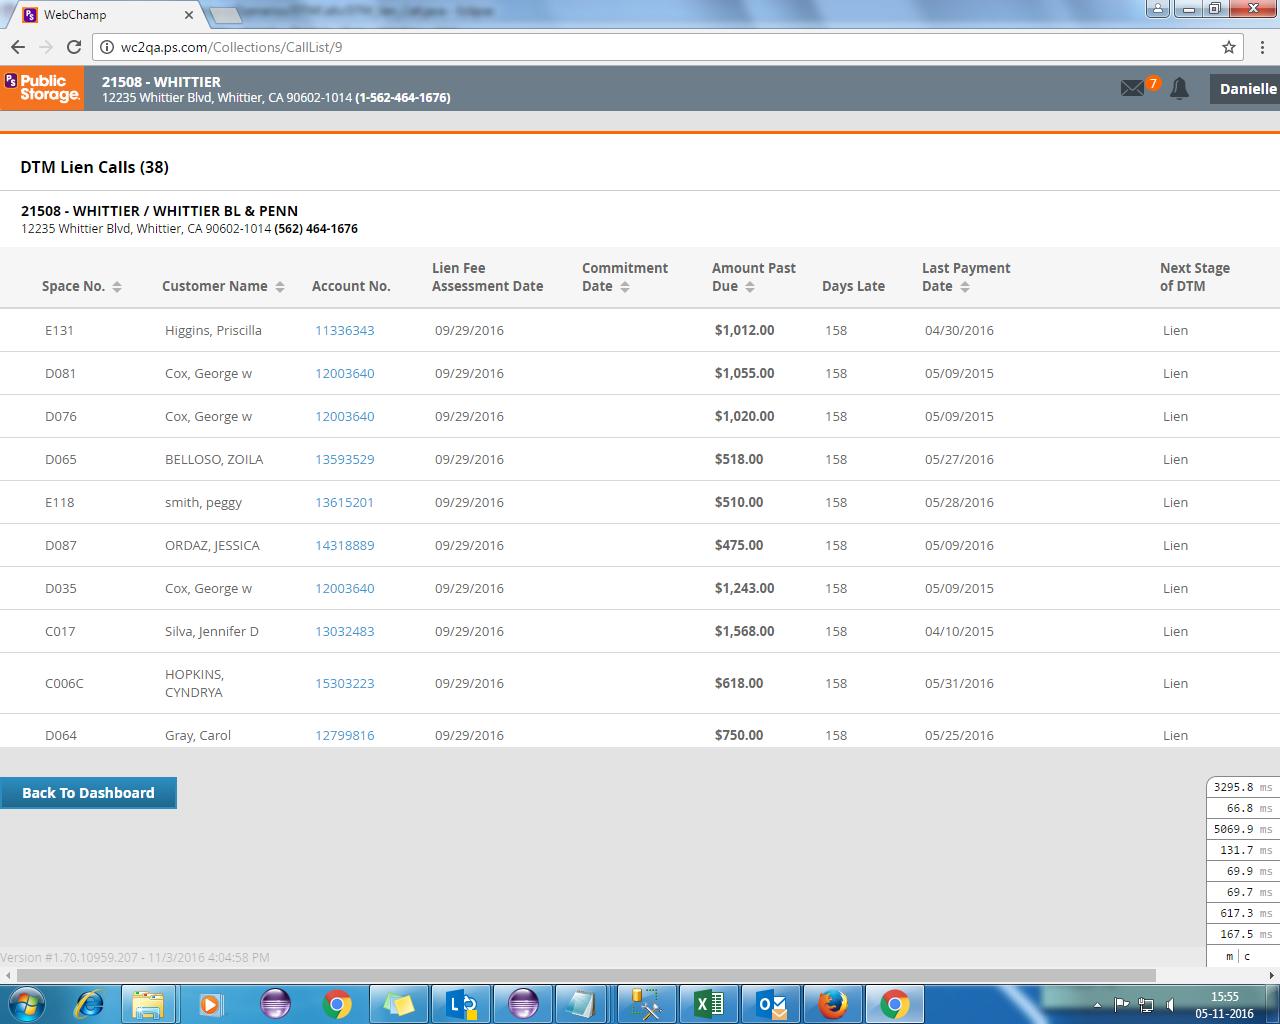 WebChamp
wc2qa.ps.com/Collections/CallList/9
PS Public Storage.
21508 - WHITTIER
12235 Whittier Blvd, Whittier, CA 90602-1014 (1-562-464-1676)
7
Danielle
DTM Lien Calls (38)
21508 - WHITTIER / WHITTIER BL & PENN
12235 Whittier Blvd, Whittier, CA 90602-1014 (562) 464-1676
Space No. Customer Name Account No. Lien Fee Assessment Date Commitment Date Amount Past Due Days Late Last Payment Date Next Stage of DTM
E131 Higgins, Priscilla 11336343 09/29/2016 $1,012.00 158 04/30/2016 Lien
D081 Cox, George w 12003640 09/29/2016 $1,055.00 158 05/09/2015 Lien
D076 Cox, George w 12003640 09/29/2016 $1,020.00 158 05/09/2015 Lien
D065 BELLOSO, ZOILA 13593529 09/29/2016 $518.00 158 05/27/2016 Lien
E118 smith, peggy 13615201 09/29/2016 $510.00 158 05/28/2016 Lien
D087 ORDAZ, JESSICA 14318889 09/29/2016 $475.00 158 05/09/2016 Lien
D035 Cox, George w 12003640 09/29/2016 $1,243.00 158 05/09/2015 Lien
C017 Silva, Jennifer D 13032483 09/29/2016 $1,568.00 158 04/10/2015 Lien
C006C HOPKINS, CYNDRYA 15303223 09/29/2016 $618.00 158 05/31/2016 Lien
D064 Gray, Carol 12799816 09/29/2016 $750.00 158 05/25/2016 Lien
Back To Dashboard
3295.8 ms
66.8 ms
5069.9 ms
131.7 ms
69.9 ms
69.7 ms
617.3 ms
167.5 ms
m | c
Version #1.70.10959.207 - 11/3/2016 4:04:58 PM
15:55
05-11-2016